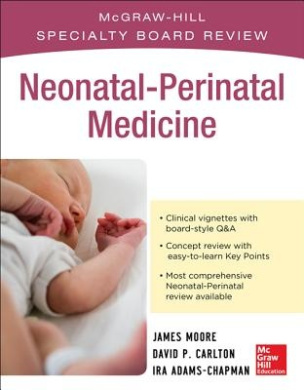 McGRAW-HILL
SPECIALTY BOARD REVIEW
Neonatal-Perinatal
Medicine
• Clinical vignettes with
board-style Q&A
• Concept review with
easy-to-learn Key Points
• Most comprehensive
Neonatal-Perinatal
review available
JAMES MOORE
DAVID P. CARLTON
IRA ADAMS-CHAPMAN
Mc
Graw
Hill
Education